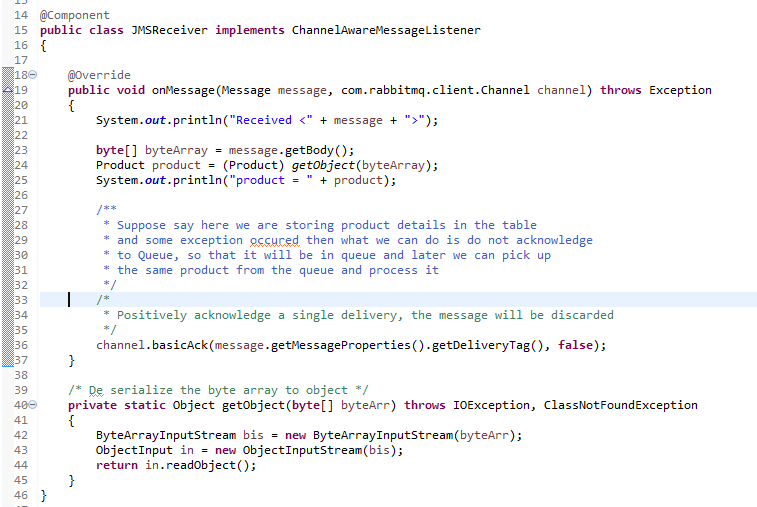 14 @Component
15 public class JMSReceiver implements ChannelAwareMessageListener
16 {
17
18 @Override
19 public void onMessage(Message message, com.rabbitmq.client.Channel channel) throws Exception
20 {
21 System.out.println("Received <" + message + ">");
22
23 byte[] byteArray = message.getBody();
24 Product product = (Product) getObject(byteArray);
25 System.out.println("product = " + product);
26
27 /**
28 * Suppose say here we are storing product details in the table
29 * and some exception occured then what we can do is do not acknowledge
30 * to Queue, so that it will be in queue and later we can pick up
31 * the same product from the queue and process it
32 */
33 /*
34 * Positively acknowledge a single delivery, the message will be discarded
35 */
36 channel.basicAck(message.getMessageProperties().getDeliveryTag(), false);
37 }
38
39 /* De serialize the byte array to object */
40 private static Object getObject(byte[] byteArr) throws IOException, ClassNotFoundException
41 {
42 ByteArrayInputStream bis = new ByteArrayInputStream(byteArr);
43 ObjectInput in = new ObjectInputStream(bis);
44 return in.readObject();
45 }
46 }